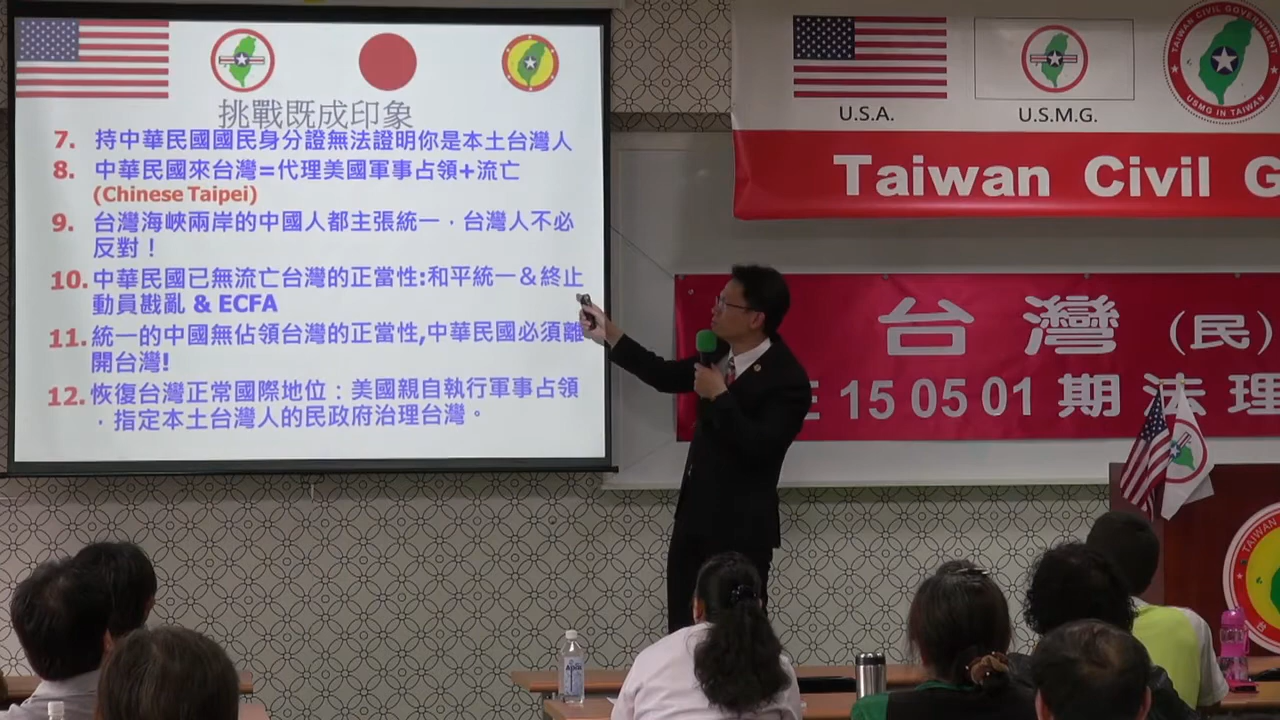 挑戰既成印象
7. 持中華民國國民身分證無法證明你是本土台灣人
8. 中華民國來台灣=代理美國軍事占領+流亡
(Chinese Taipei)
9. 台灣海峽兩岸的中國人都主張統一，台灣人不必
反對！
10. 中華民國已無流亡台灣的正當性:和平統一＆終止
動員戡亂 & ECFA
11. 統一的中國無佔領台灣的正當性,中華民國必須離
開台灣!
12. 恢復台灣正常國際地位：美國親自執行軍事占領
，指定本土台灣人的民政府治理台灣。
U.S.A.
U.S.M.G.
TAIWAN CIVIL GOVERNMENT
USMG IN TAIWAN
Taiwan Civil G
台灣(民)
15 05 01 期法理